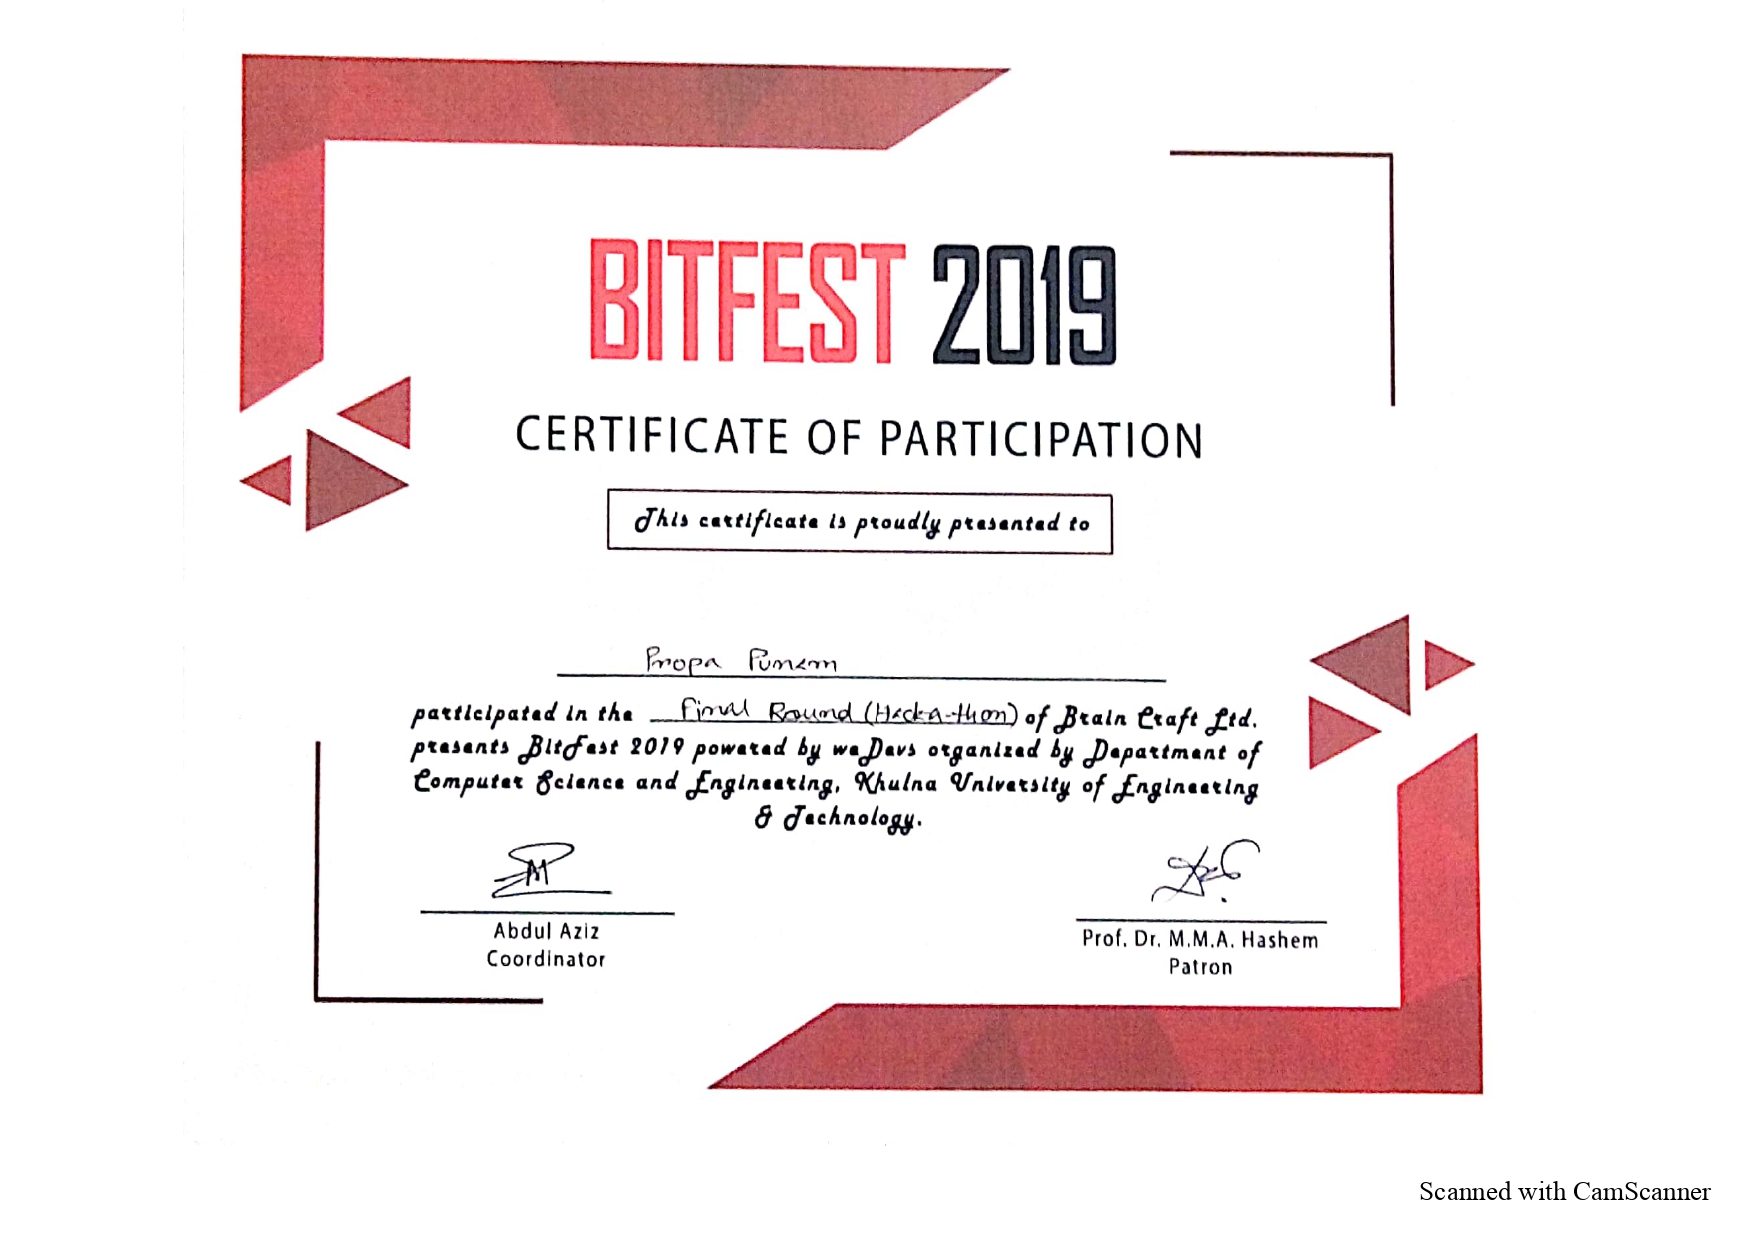 BITFEST 2019
CERTIFICATE OF PARTICIPATION
This certificate is proudly presented to
Propa Punam
participated in the Final Round (Hacka-thon) of Brain Craft Ltd.
presents BitFest 2019 powered by weDevs organized by Department of
Computer Science and Engineering, Khulna University of Engineering
& Technology.
Abdul Aziz
Coordinator
Prof. Dr. M.M.A. Hashem
Patron
Scanned with CamScanner